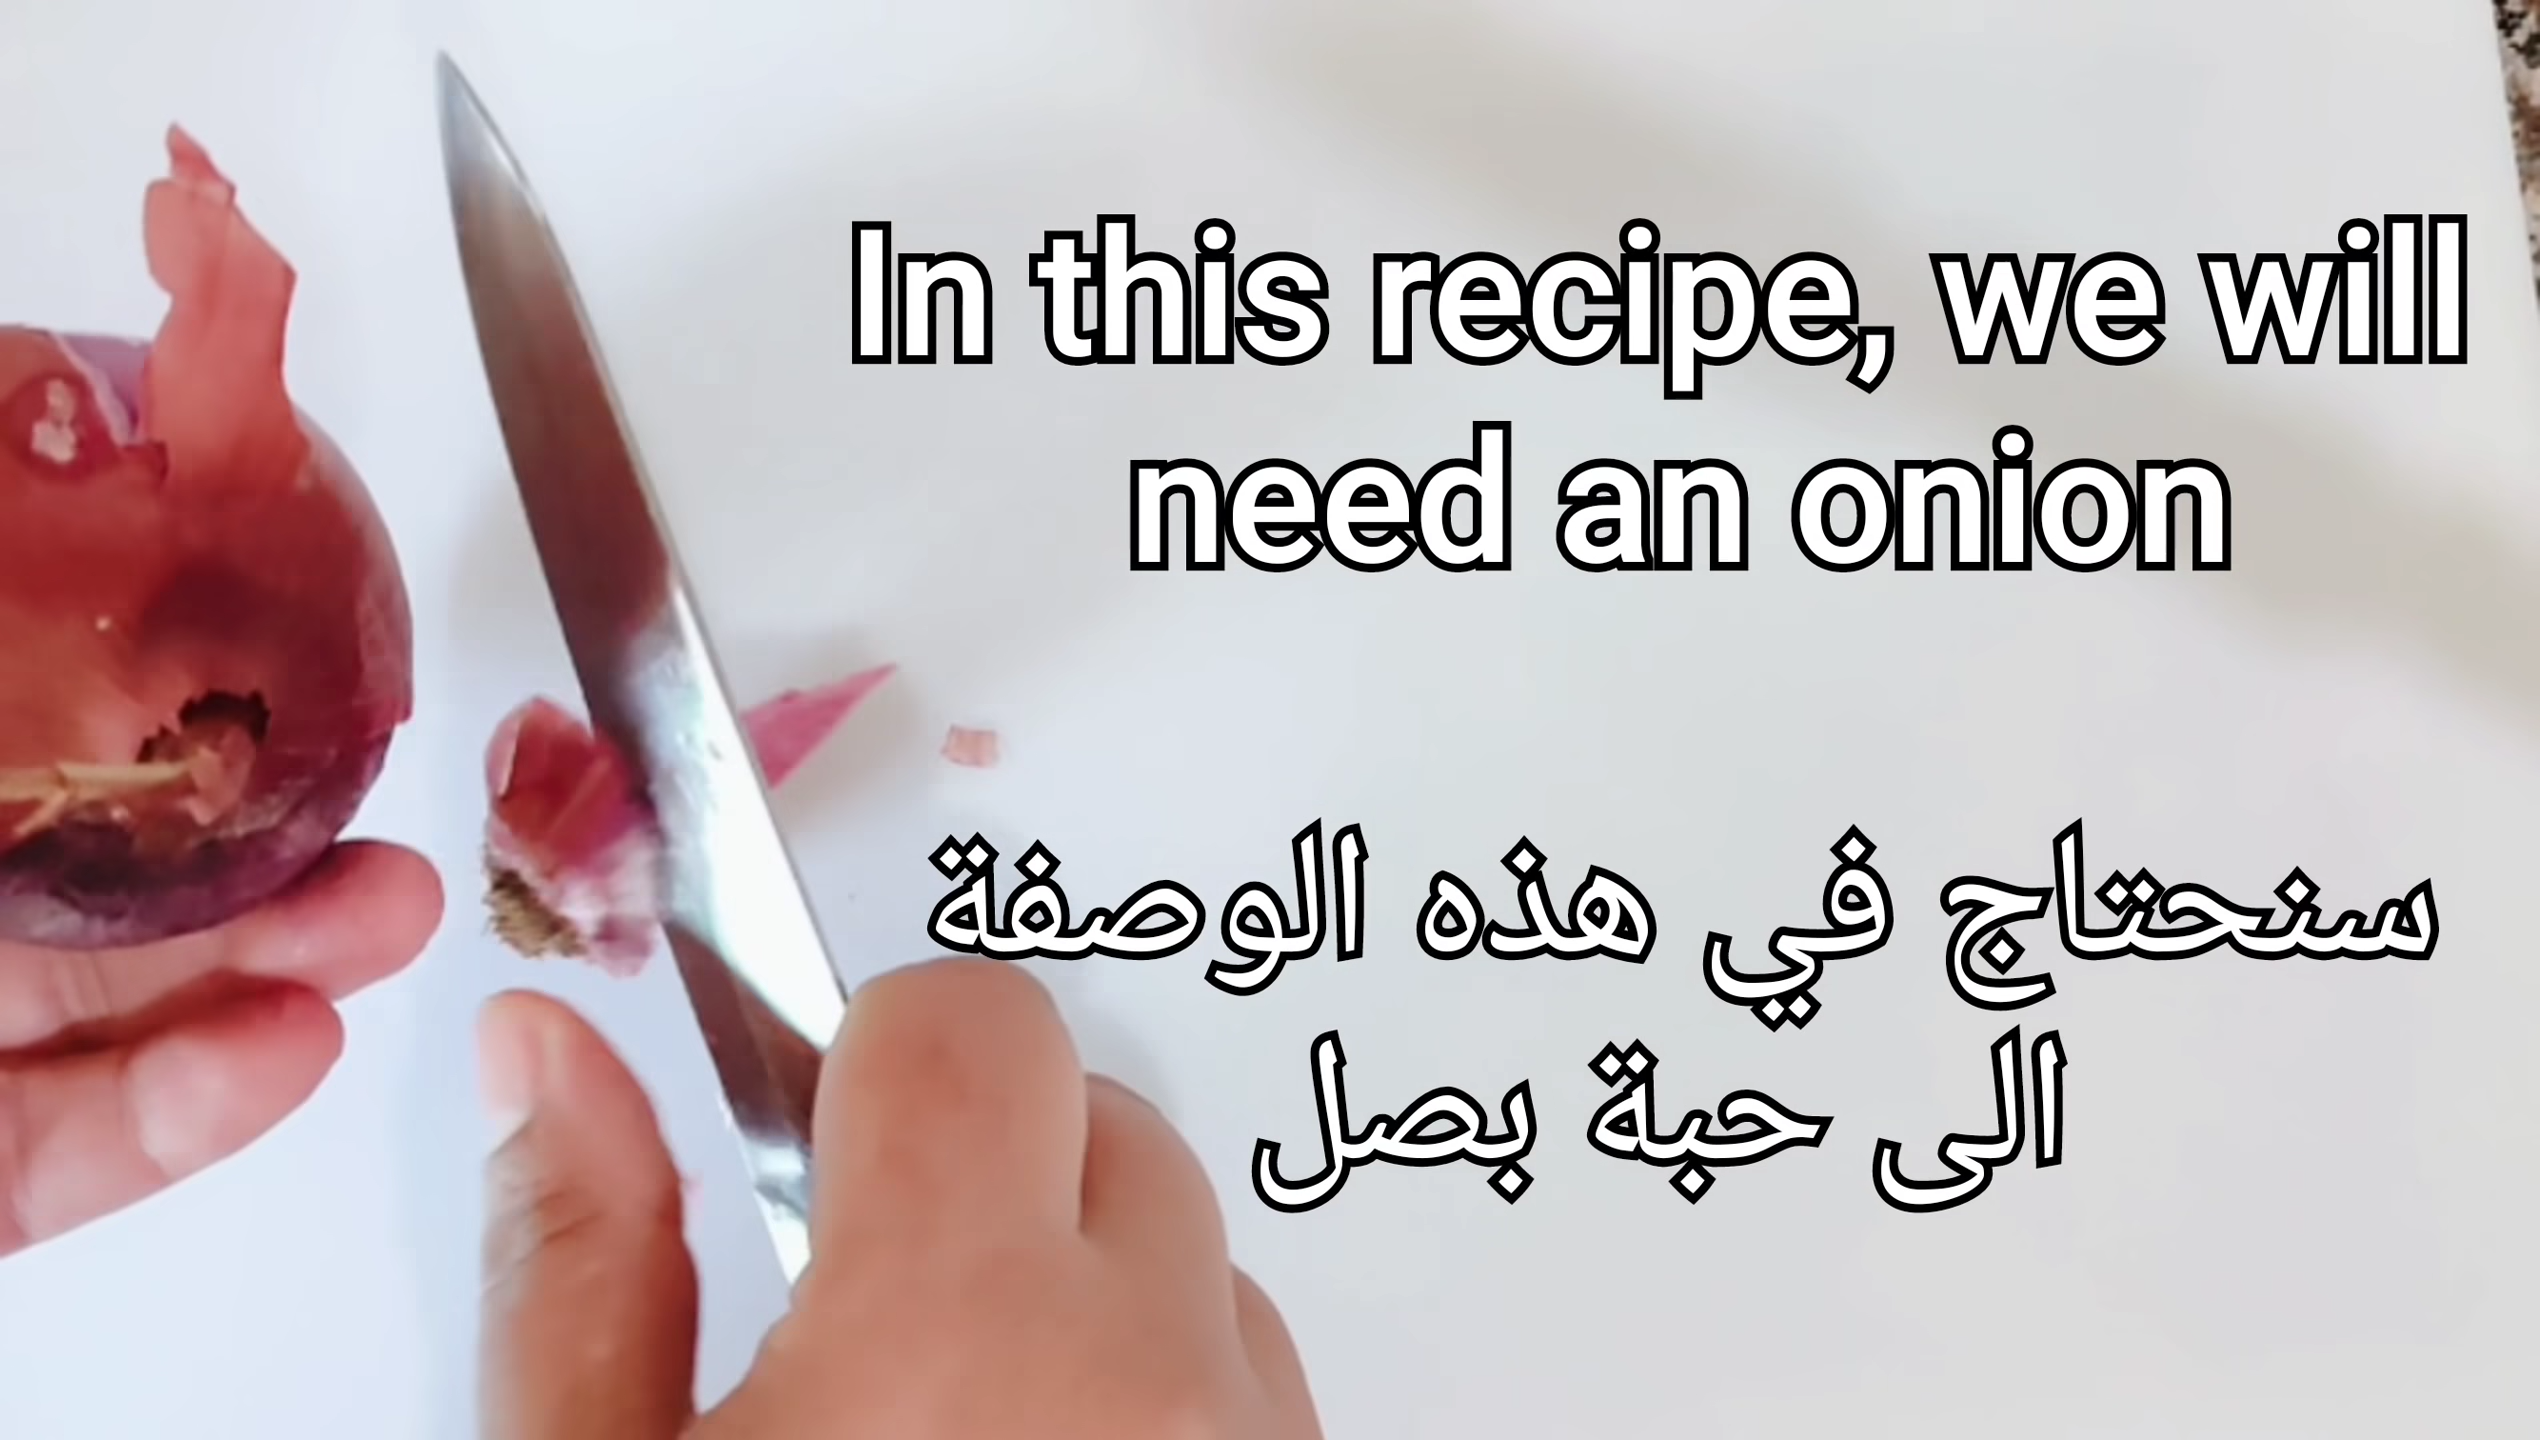 In this recipe, we will
need an onion
سنحتاج في هذه الوصفة
الى حبة بصل